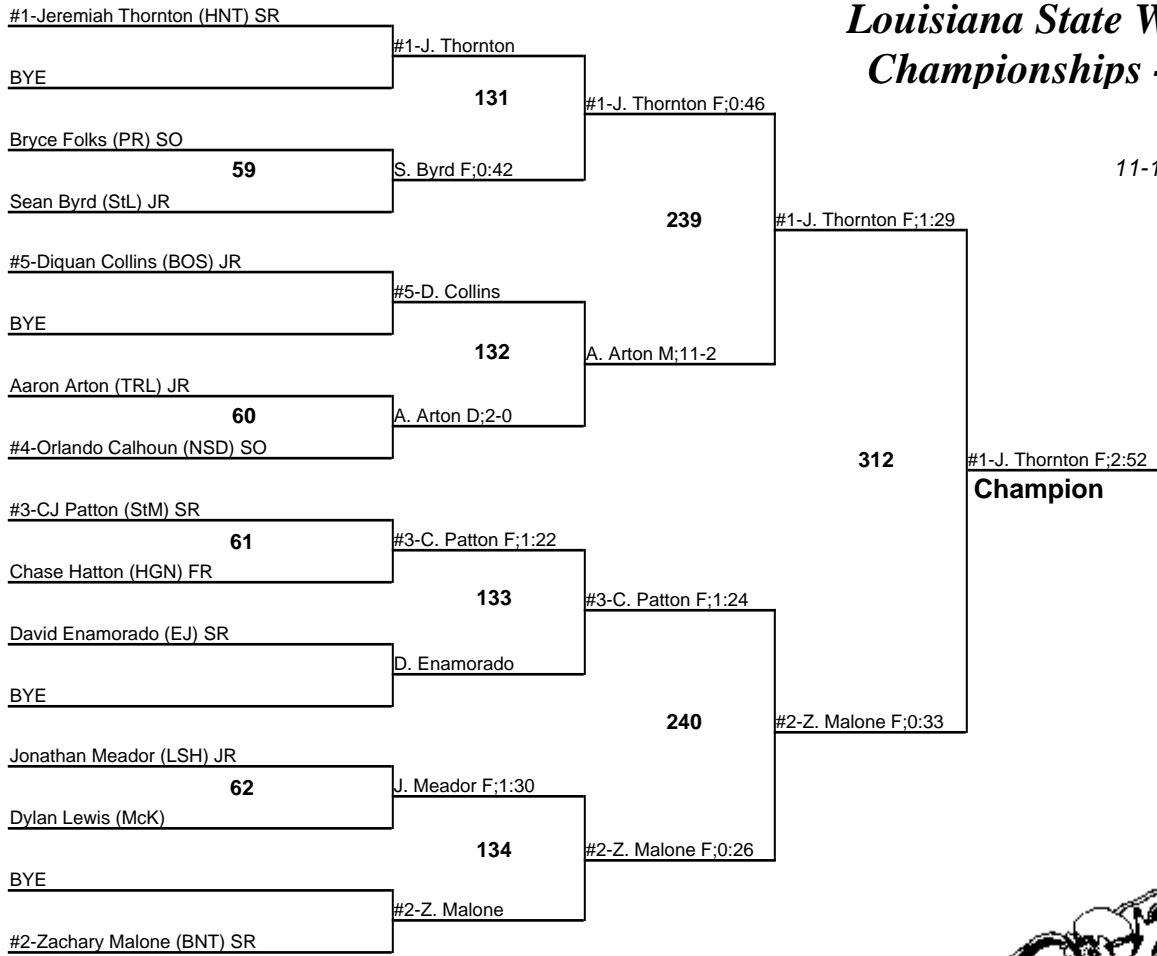 Louisiana State W
Championships -
11-1
#1-Jeremiah Thornton (HNT) SR
BYE
#1-J. Thornton
131
Bryce Folks (PR) SO
59
Sean Byrd (StL) JR
S. Byrd F;0:42
#1-J. Thornton F;0:46
239
#5-Diquan Collins (BOS) JR
BYE
#5-D. Collins
132
Aaron Arton (TRL) JR
60
#4-Orlando Calhoun (NSD) SO
A. Arton D;2-0
A. Arton M;11-2
#1-J. Thornton F;1:29
312
#3-CJ Patton (StM) SR
61
Chase Hatton (HGN) FR
#3-C. Patton F;1:22
133
David Enamorado (EJ) SR
BYE
D. Enamorado
#3-C. Patton F;1:24
240
Jonathan Meador (LSH) JR
62
Dylan Lewis (McK)
J. Meador F;1:30
134
BYE
#2-Zachary Malone (BNT) SR
#2-Z. Malone
#2-Z. Malone F;0:26
#2-Z. Malone F;0:33
#1-J. Thornton F;2:52
Champion